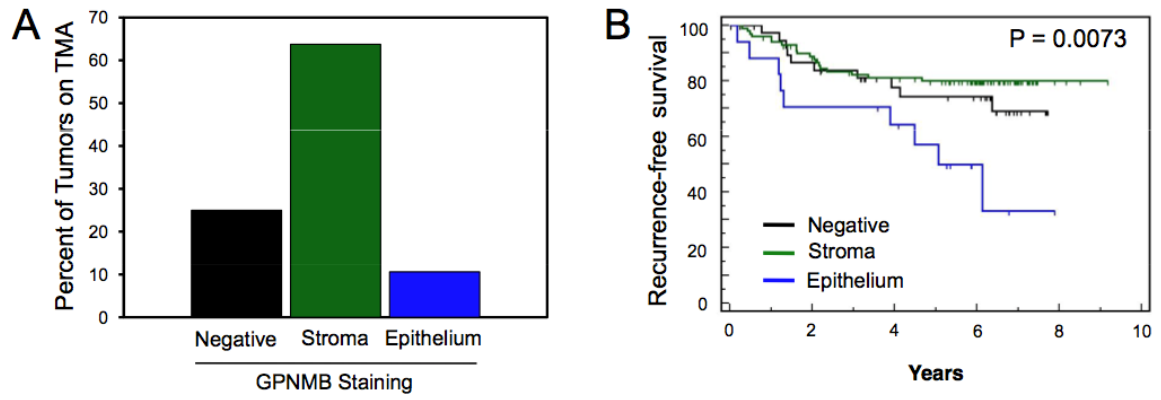 A
Percent of Tumors on TMA
70
60
50
40
30
20
10
0
Negative Stroma Epithelium
GPNMB Staining
B
Recurrence-free survival
100
80
60
40
20
0
P = 0.0073
Negative
Stroma
Epithelium
0 2 4 6 8 10
Years